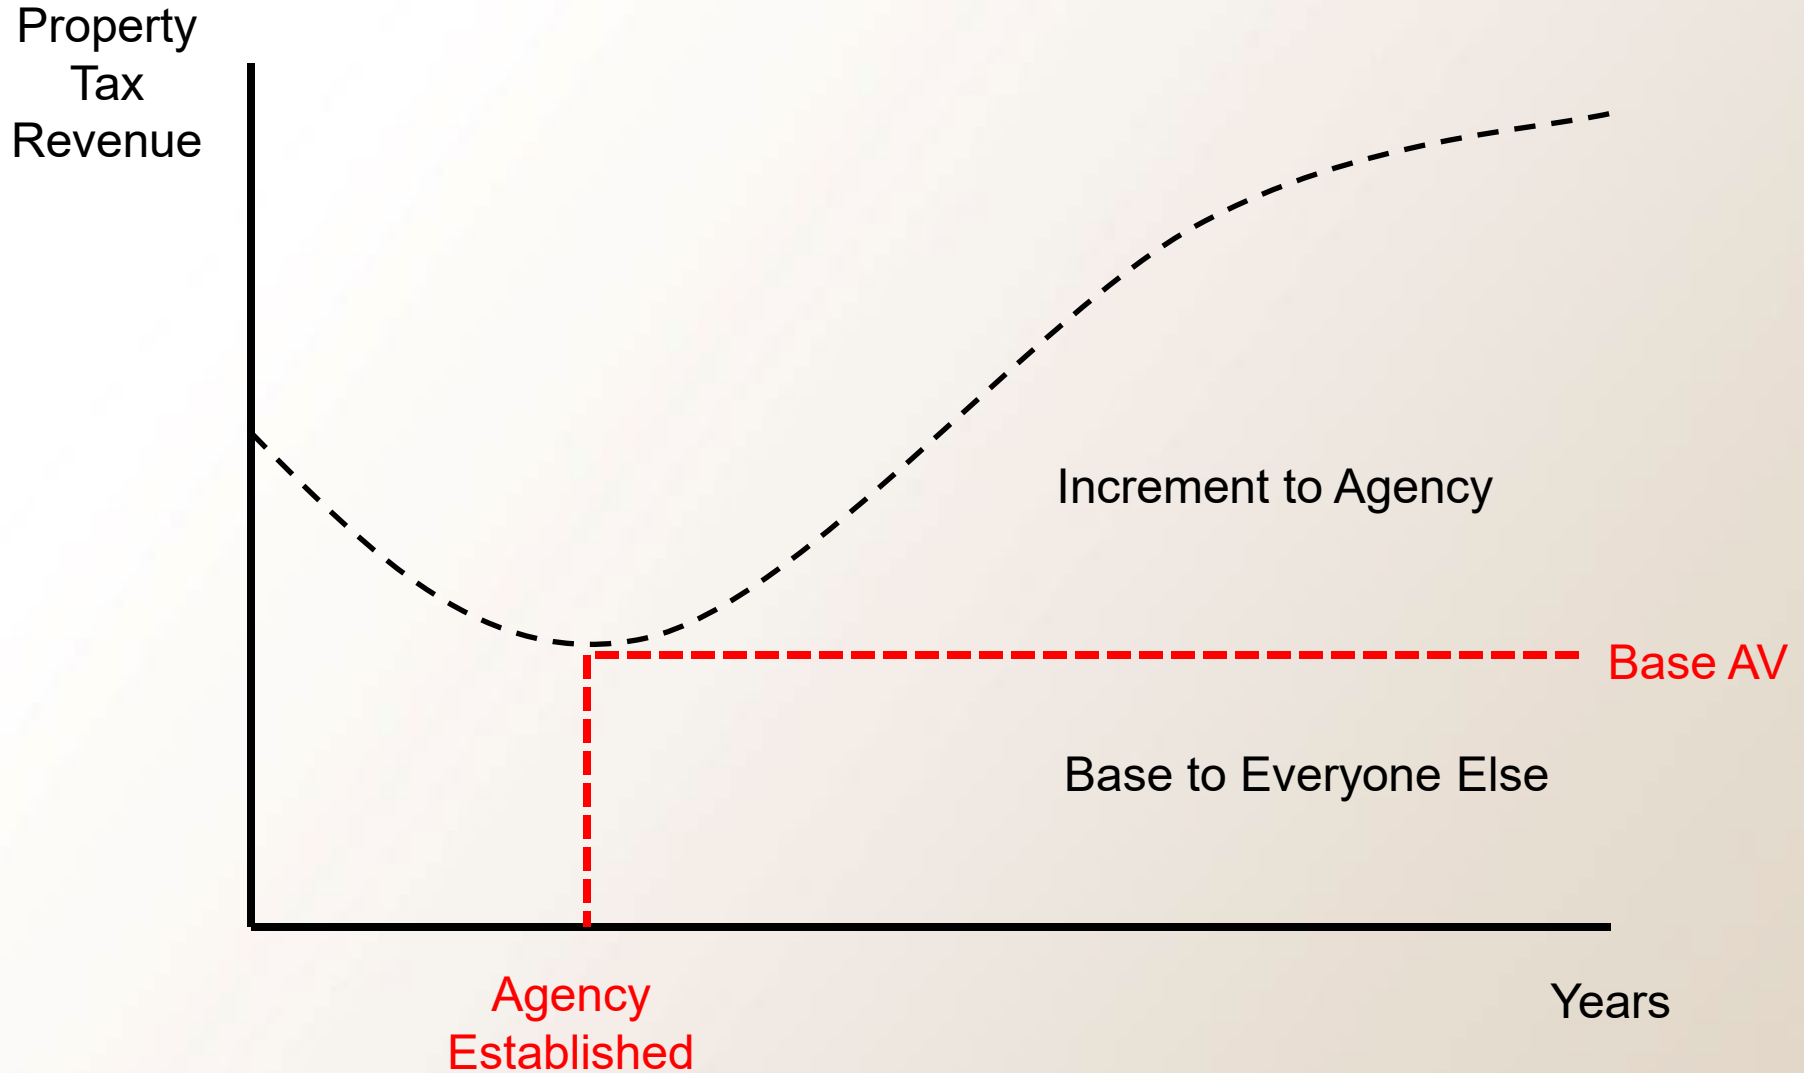 Property
Tax
Revenue
Increment to Agency
Base AV
Base to Everyone Else
Agency
Established
Years